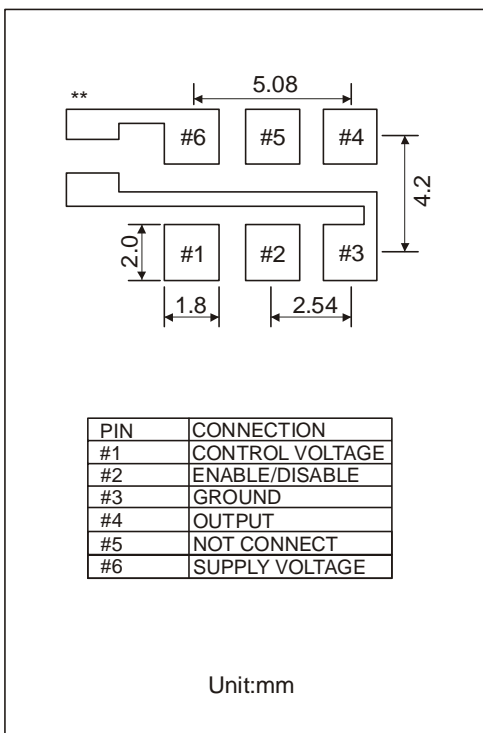 5.08
**
#6 #5 #4
4.2
2.0
#1 #2 #3
1.8
2.54
PIN CONNECTION
#1 CONTROL VOLTAGE
#2 ENABLE/DISABLE
#3 GROUND
#4 OUTPUT
#5 NOT CONNECT
#6 SUPPLY VOLTAGE
Unit:mm